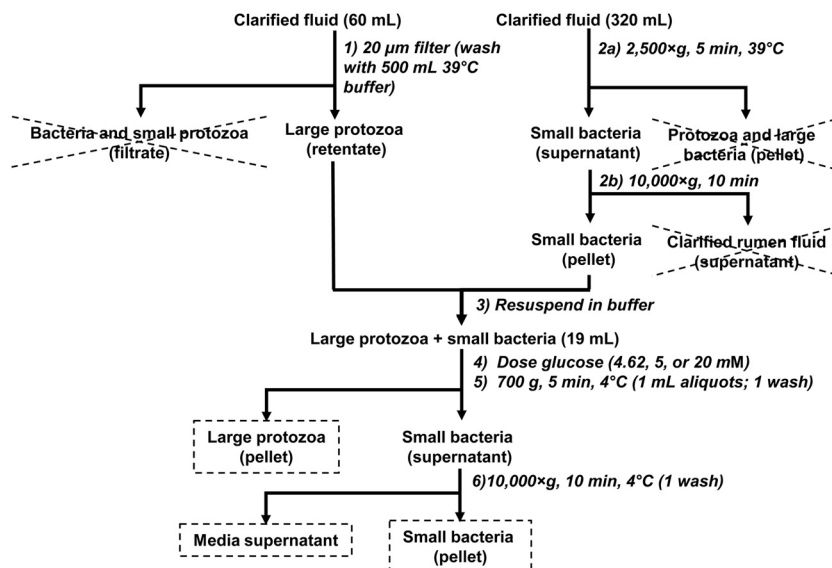 Clarified fluid (60 mL)
Clarified fluid (320 mL)
1) 20 µm filter (wash
with 500 mL 39°C
buffer)
2a) 2,500×g, 5 min, 39°C
Bacteria and small protozoa
(filtrate)
Large protozoa
(retentate)
Small bacteria
(supernatant)
Protozoa and large
bacteria (pellet)
2b) 10,000×g, 10 min
Small bacteria
(pellet)
Clarified rumen fluid
(supernatant)
3) Resuspend in buffer
Large protozoa + small bacteria (19 mL)
4) Dose glucose (4.62, 5, or 20 mM)
5) 700 g, 5 min, 4°C (1 mL aliquots; 1 wash)
Large protozoa
(pellet)
Small bacteria
(supernatant)
6)10,000×g, 10 min, 4°C (1 wash)
Media supernatant
Small bacteria
(pellet)